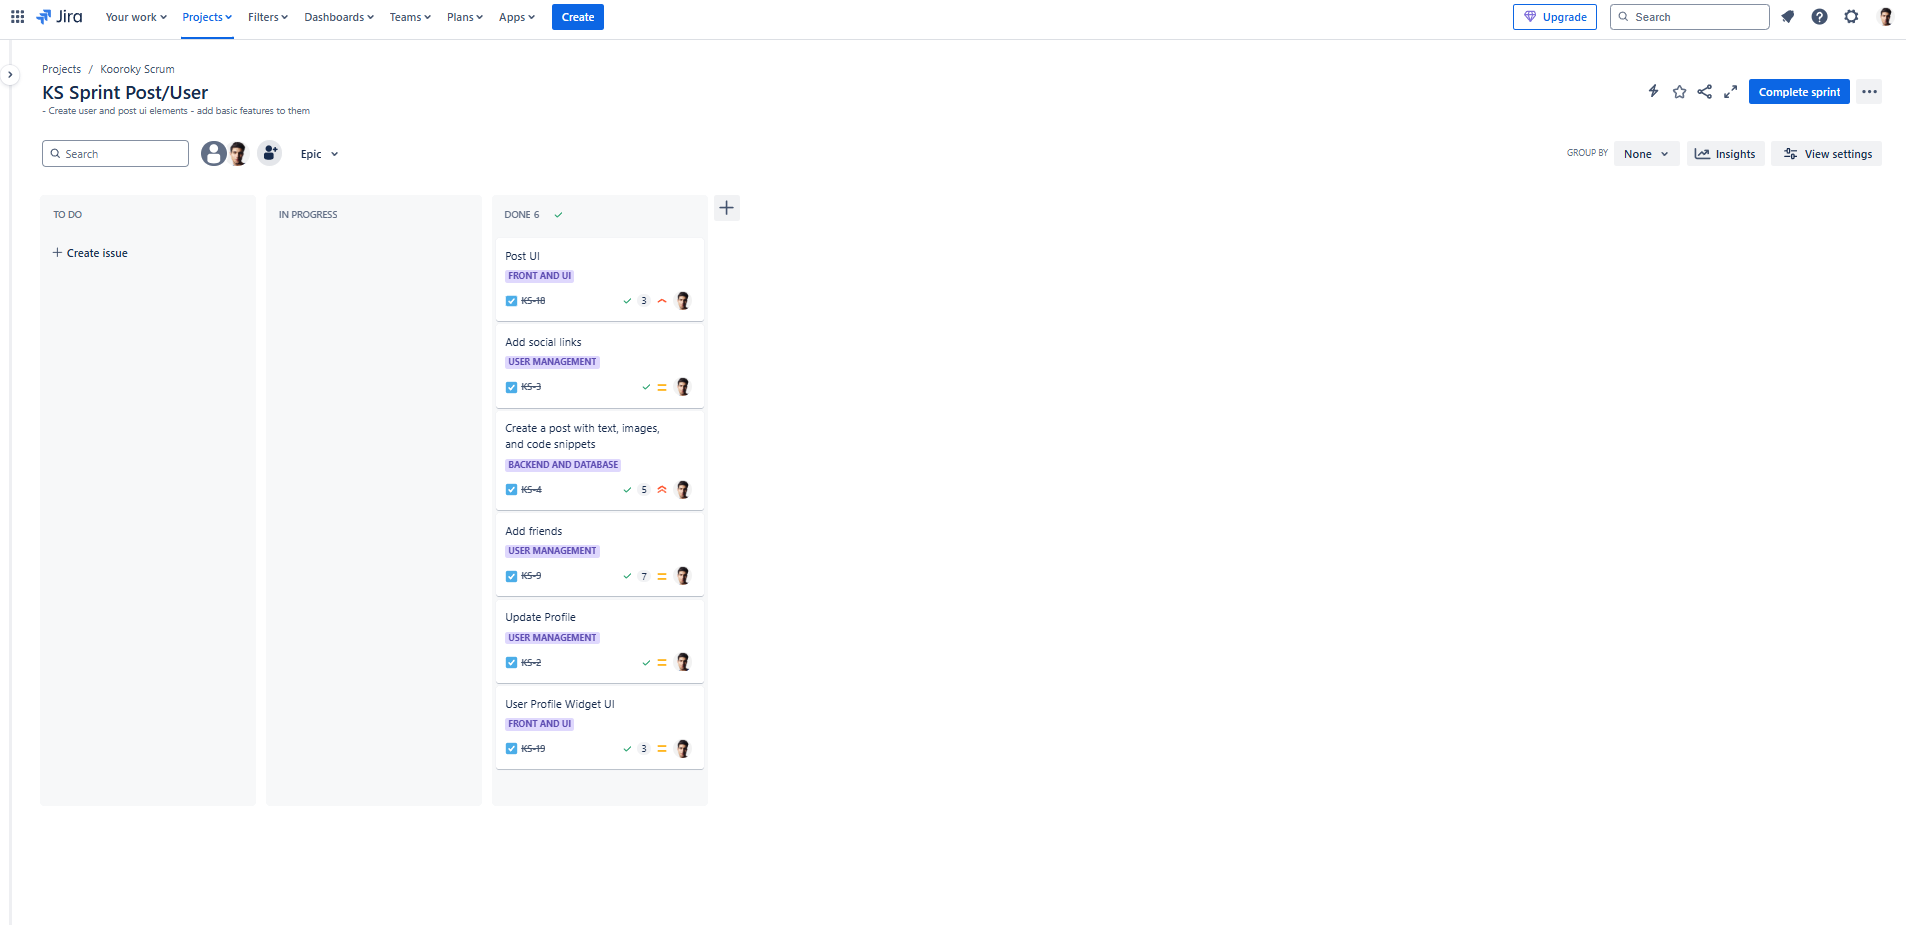 Jira Your work Projects Filters Dashboards Teams Plans Apps Create Upgrade Search
Projects / Kooroky Scrum
KS Sprint Post/User
Complete sprint
- Create user and post ui elements - add basic features to them
Search Epic GROUP BY None Insights View settings
TO DO
Create issue
IN PROGRESS
DONE 6
Post UI
FRONT AND UI
KS-18 3
Add social links
USER MANAGEMENT
KS-3
Create a post with text, images,
and code snippets
BACKEND AND DATABASE
KS-4 5
Add friends
USER MANAGEMENT
KS-9 7
Update Profile
USER MANAGEMENT
KS-2
User Profile Widget UI
FRONT AND UI
KS-19 3